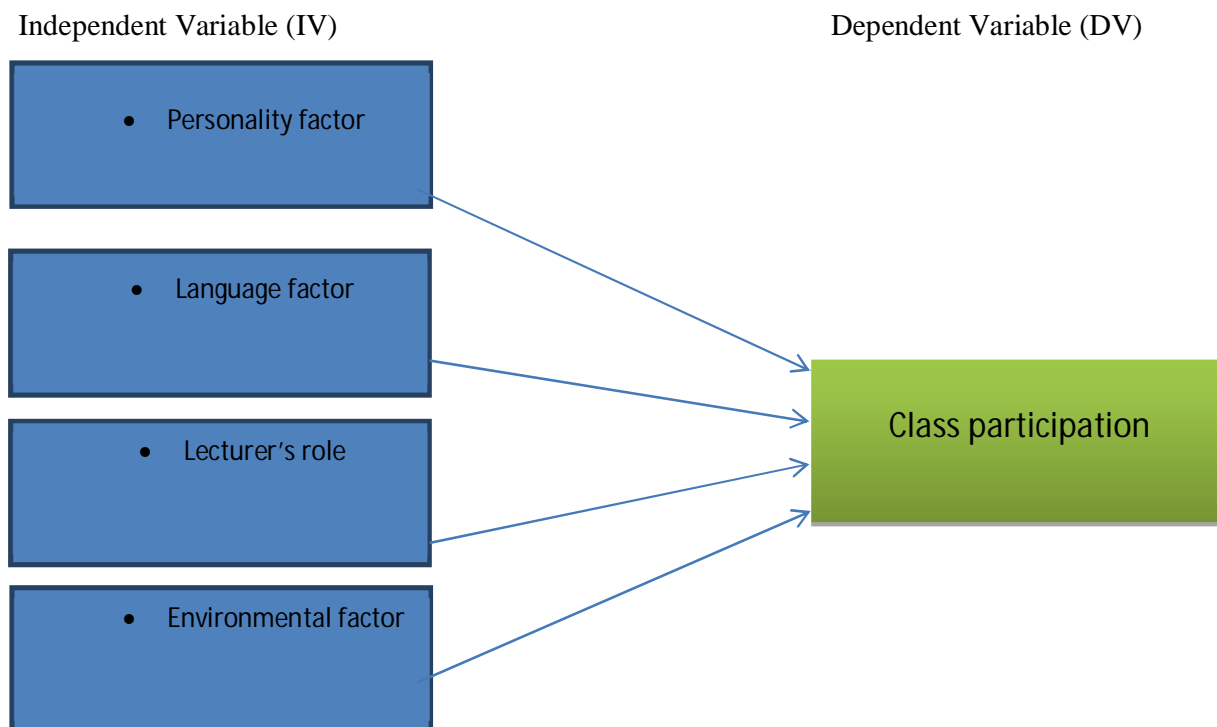 Independent Variable (IV)
Dependent Variable (DV)
• Personality factor
• Language factor
• Lecturer’s role
• Environmental factor
Class participation